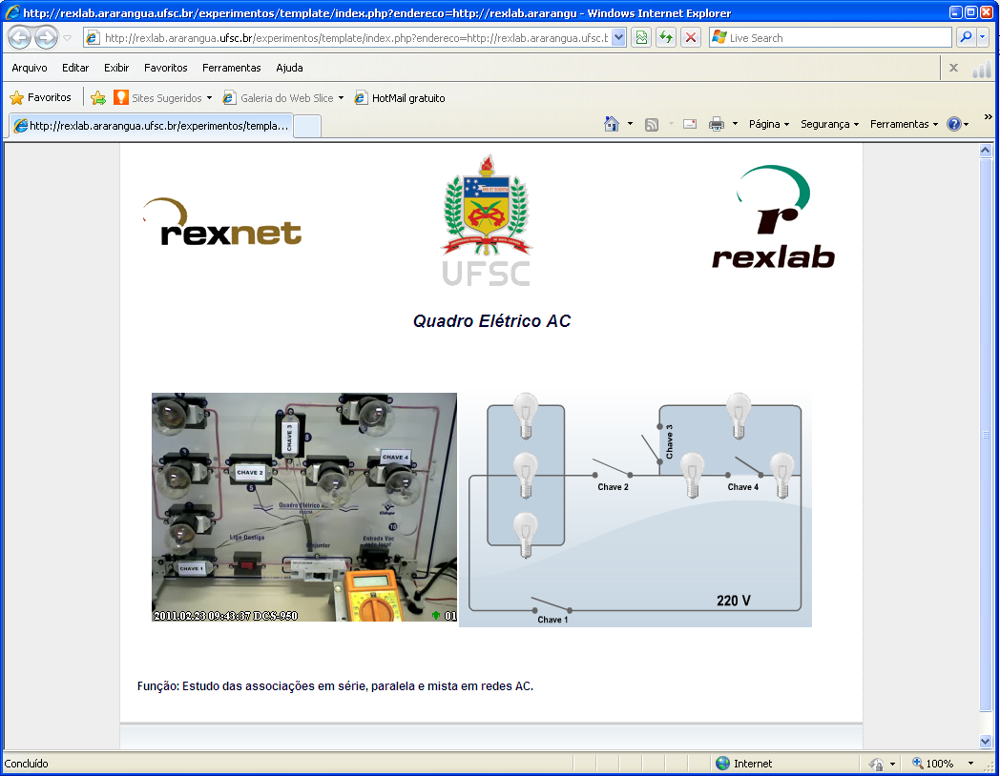 http://rexlab.ararangua.ufsc.br/experimentos/template/index.php?endereco=http://rexlab.ararangu - Windows Internet Explorer
http://rexlab.ararangua.ufsc.br/experimentos/template/index.php?endereco=http://rexlab.ararangua.ufsc.b
Live Search
Arquivo Editar Exibir Favoritos Ferramentas Ajuda
Favoritos Sites Sugeridos Galeria do Web Slice HotMail gratuito
http://rexlab.ararangua.ufsc.br/experimentos/templa...
Página Segurança Ferramentas
rexnet
UFSC
r
rexlab
Quadro Elétrico AC
CHAVE 3
CHAVE 2
CHAVE 4
Quadro Elétrico
Liga Desliga
Disjuntor
Entrada Vac
CHAVE 1
2011.02.23 09:43:37 DCS-950
01
Chave 3
Chave 2
Chave 4
220 V
Chave 1
Função: Estudo das associações em série, paralela e mista em redes AC.
Concluído
Internet
100%